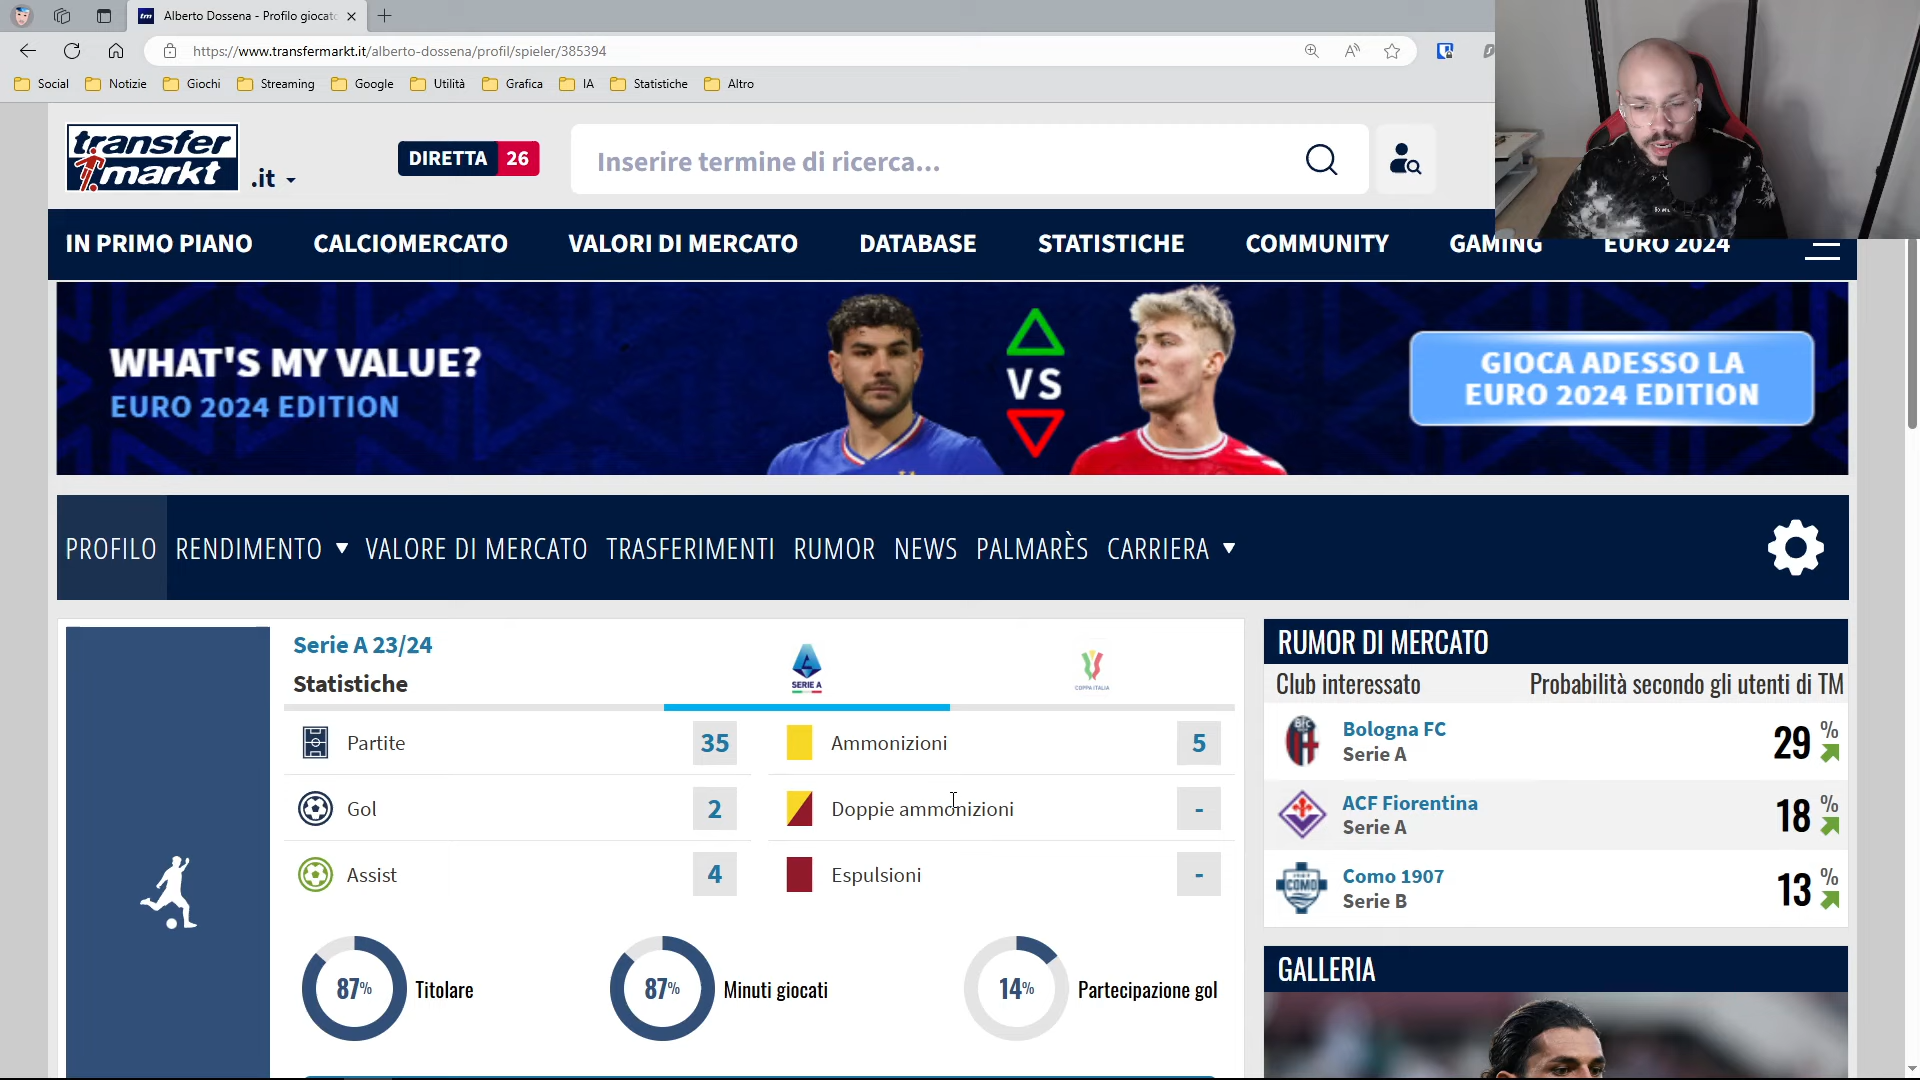 Alberto Dossena - Profilo giocato
https://www.transfermarkt.it/alberto-dossena/profil/spieler/385394
Social Notizie Giochi Streaming Google Utilità Grafica IA Statistiche Altro
transfer
markt
.it
DIRETTA 26
Inserire termine di ricerca...
IN PRIMO PIANO CALCIOMERCATO VALORI DI MERCATO DATABASE STATISTICHE COMMUNITY GAMING EURO 2024
WHAT'S MY VALUE?
EURO 2024 EDITION
VS
GIOCA ADESSO LA
EURO 2024 EDITION
PROFILO RENDIMENTO VALORE DI MERCATO TRASFERIMENTI RUMOR NEWS PALMARÈS CARRIERA
Serie A 23/24
Statistiche
SERIE A
COPPA ITALIA
Partite 35 Ammonizioni 5
Gol 2 Doppie ammonizioni -
Assist 4 Espulsioni -
87% Titolare 87% Minuti giocati 14% Partecipazione gol
RUMOR DI MERCATO
Club interessato Probabilità secondo gli utenti di TM
Bologna FC
Serie A
29 %
ACF Fiorentina
Serie A
18 %
COMO
Como 1907
Serie B
13 %
GALLERIA